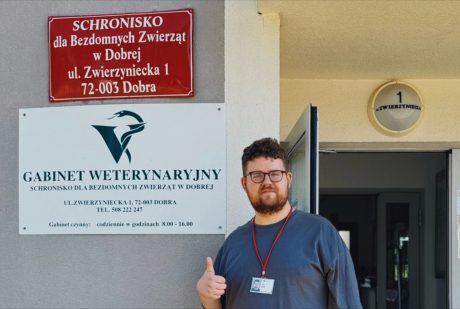 SCHRONISKO
dla Bezdomnych Zwierząt
w Dobrej
ul. Zwierzyniecka 1
72-003 Dobra
GABINET WETERYNARYJNY
SCHRONISKO DLA BEZDOMNYCH ZWIERZĄT W DOBREJ
UL.ZWIERZYNIECKA 1, 72-003 DOBRA
TEL. 508 222 247
Gabinet czynny: codziennie w godzinach 8.00 - 16.00
1